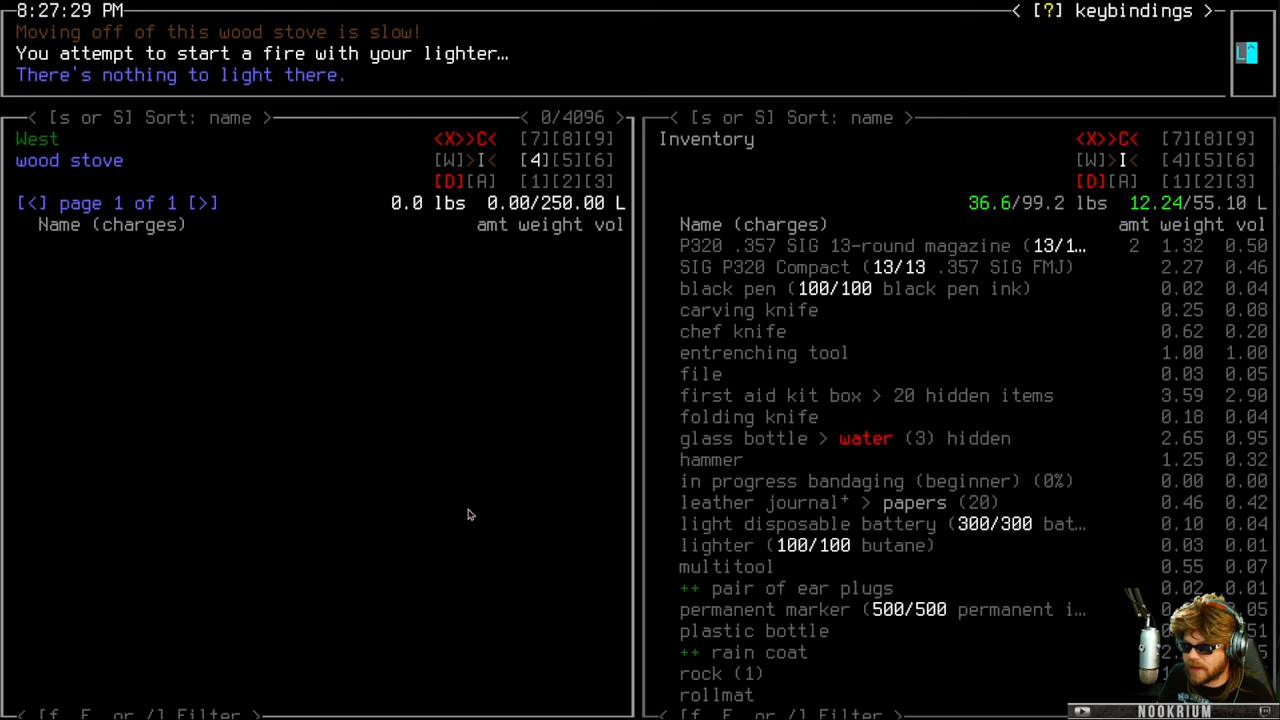 8:27:29 PM
< [?] keybindings >
Moving off of this wood stove is slow!
You attempt to start a fire with your lighter…
There's nothing to light there.
L^
< [s or S] Sort: name >
< 0/4096 >
West
<X>>C< [7][8][9]
wood stove
[W]>I< [4][5][6]
[D][A] [1][2][3]
[<] page 1 of 1 [>]
0.0 lbs 0.00/250.00 L
Name (charges) amt weight vol
[f, F, or /] Filter >
< [s or S] Sort: name >
Inventory
<X>>C< [7][8][9]
[W]>I< [4][5][6]
[D][A] [1][2][3]
36.6/99.2 lbs 12.24/55.10 L
Name (charges) amt weight vol
P320 .357 SIG 13-round magazine (13/1… 2 1.32 0.50
SIG P320 Compact (13/13 .357 SIG FMJ) 2.27 0.46
black pen (100/100 black pen ink) 0.02 0.04
carving knife 0.25 0.08
chef knife 0.62 0.20
entrenching tool 1.00 1.00
file 0.03 0.05
first aid kit box > 20 hidden items 3.59 2.90
folding knife 0.18 0.04
glass bottle > water (3) hidden 2.65 0.95
hammer 1.25 0.32
in progress bandaging (beginner) (0%) 0.00 0.00
leather journal* > papers (20) 0.46 0.42
light disposable battery (300/300 bat… 0.10 0.04
lighter (100/100 butane) 0.03 0.01
multitool 0.55 0.07
++ pair of ear plugs 0.02 0.01
permanent marker (500/500 permanent i…
plastic bottle
++ rain coat
rock (1)
rollmat
[f, F, or /] Filter >
NOOKRIUM